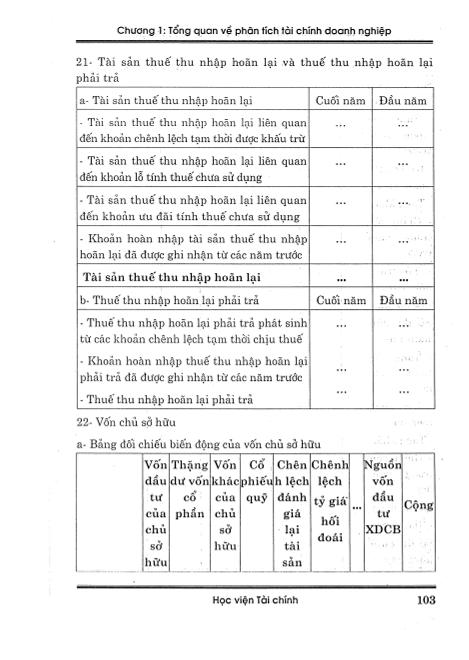 Chương 1: Tổng quan về phân tích tài chính doanh nghiệp
21- Tài sản thuế thu nhập hoãn lại và thuế thu nhập hoãn lại
phải trả
a- Tài sản thuế thu nhập hoãn lại Cuối năm Đầu năm
- Tài sản thuế thu nhập hoãn lại liên quan ... ...
đến khoản chênh lệch tạm thời được khấu trừ
- Tài sản thuế thu nhập hoãn lại liên quan ... ...
đến khoản lỗ tính thuế chưa sử dụng
- Tài sản thuế thu nhập hoãn lại liên quan ... ...
đến khoản ưu đãi tính thuế chưa sử dụng
- Khoản hoàn nhập tài sản thuế thu nhập ... ...
hoãn lại đã được ghi nhận từ các năm trước
Tài sản thuế thu nhập hoãn lại ... ...
b- Thuế thu nhập hoãn lại phải trả Cuối năm Đầu năm
- Thuế thu nhập hoãn lại phải trả phát sinh ... ...
từ các khoản chênh lệch tạm thời chịu thuế
- Khoản hoàn nhập thuế thu nhập hoãn lại
phải trả đã được ghi nhận từ các năm trước ... ...
- Thuế thu nhập hoãn lại phải trả ... ...
22- Vốn chủ sở hữu
a- Bảng đối chiếu biến động của vốn chủ sở hữu
Vốn Thặng Vốn Cổ Chên Chênh Nguồn
đầu dư vốn khác phiếu h lệch lệch vốn
tư cổ của quỹ đánh tỷ giá ... đầu Cộng
của phần chủ giá hối tư
chủ sở lại đoái XDCB
sở hữu tài
hữu sản
Học viện Tài chính 103